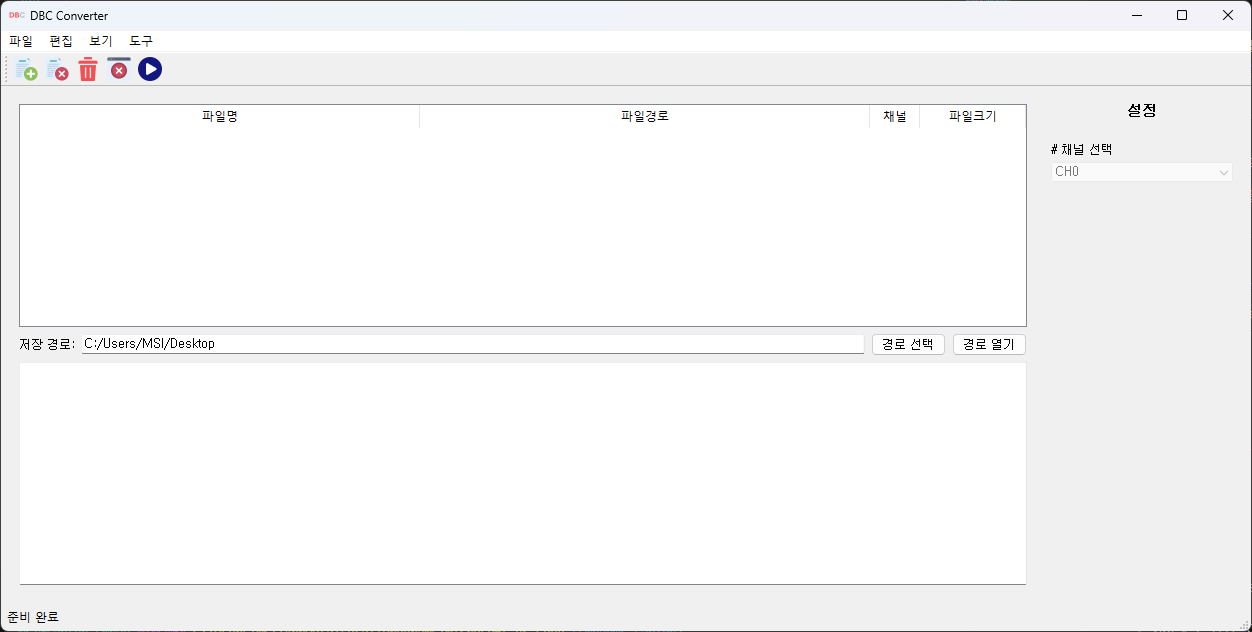 DBC DBC Converter
파일 편집 보기 도구
파일명 파일경로 채널 파일크기
설정
# 채널 선택
CH0
저장 경로: C:/Users/MSI/Desktop 경로 선택 경로 열기
준비 완료